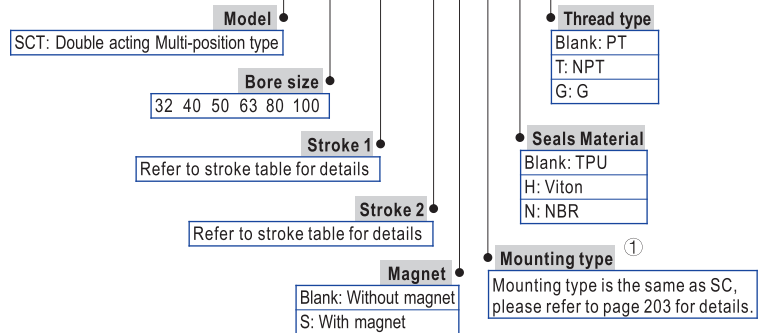 Model
SCT: Double acting Multi-position type
Bore size
32 40 50 63 80 100
Stroke 1
Refer to stroke table for details
Stroke 2
Refer to stroke table for details
Magnet
Blank: Without magnet
S: With magnet
Thread type
Blank: PT
T: NPT
G: G
Seals Material
Blank: TPU
H: Viton
N: NBR
Mounting type ①
Mounting type is the same as SC,
please refer to page 203 for details.